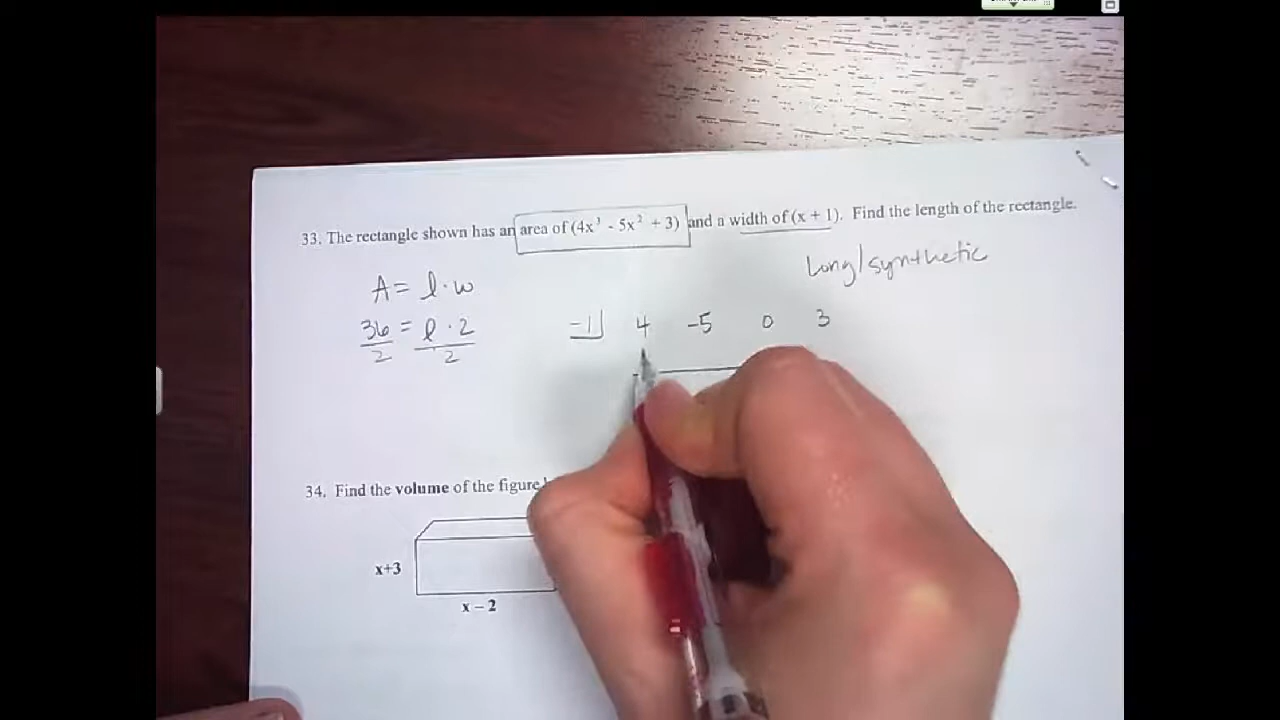 33. The rectangle shown has an area of (4x³ - 5x² + 3) and a width of (x + 1). Find the length of the rectangle.
Long/synthetic
A = l · w
36 = l · 2
2 2
-1 4 -5 0 3
34. Find the volume of the figure
x+3
x – 2